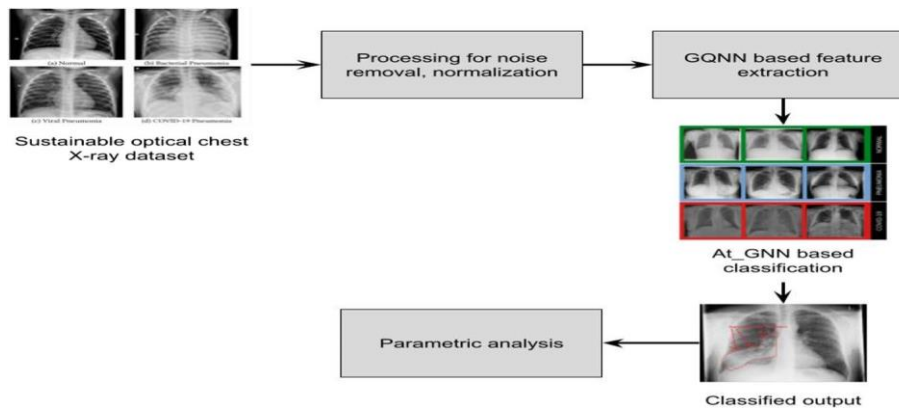 (a) Normal
(b) Bacterial Pneumonia
(c) Viral Pneumonia
(d) COVID-19 Pneumonia
Sustainable optical chest
X-ray dataset
Processing for noise
removal, normalization
GQNN based feature
extraction
NORMAL
PNEUMONIA
COVID-19
At_GNN based
classification
Classified output
Parametric analysis